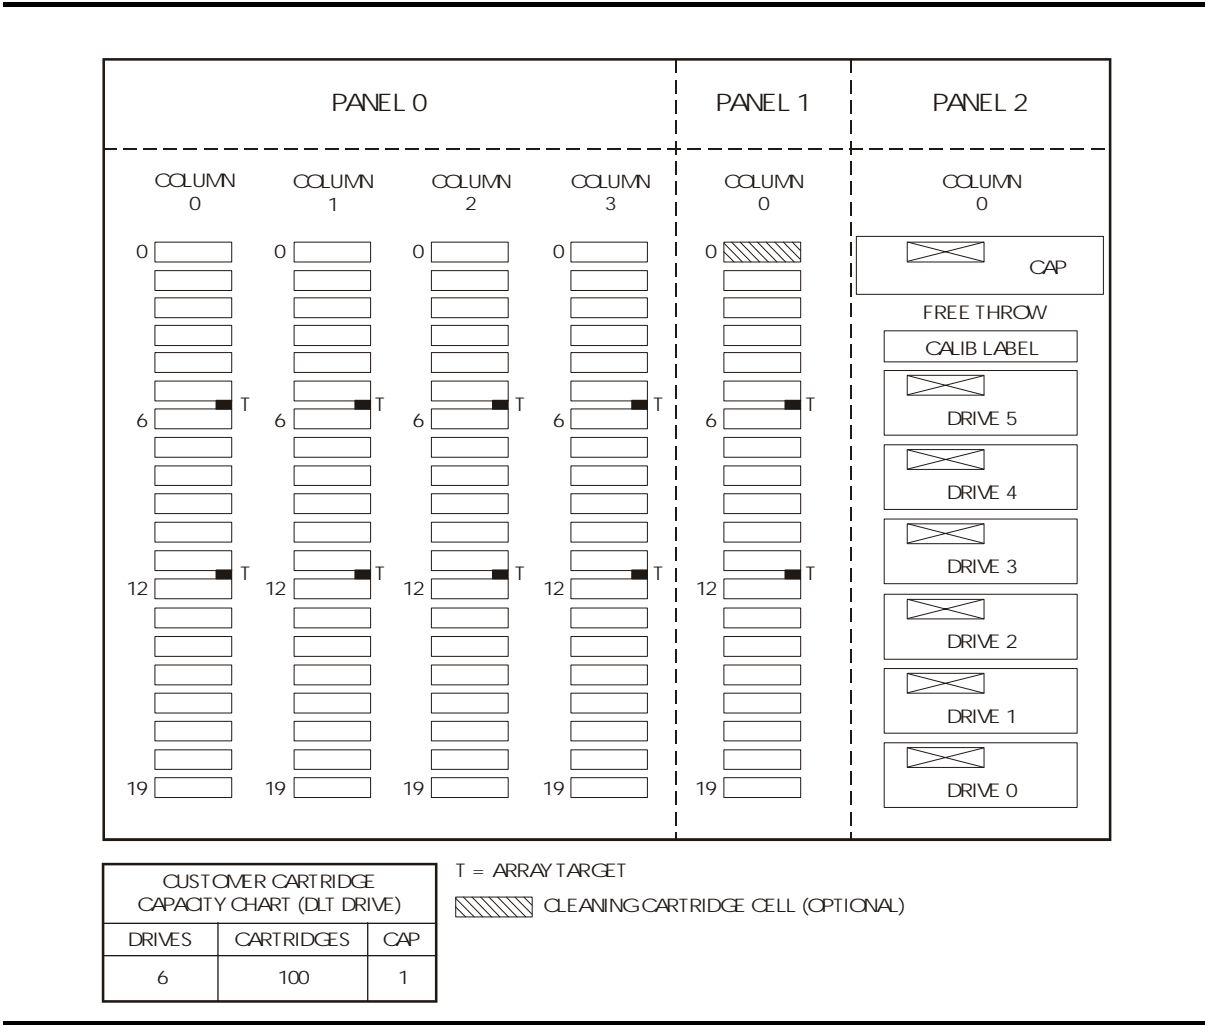 PANEL 0 PANEL 1 PANEL 2
COLUMN COLUMN COLUMN COLUMN COLUMN COLUMN
0 1 2 3 0 0
0 0 0 0 0
CAP
FREE THROW
CALIB LABEL
T T T T T
6 6 6 6 6 DRIVE 5
DRIVE 4
DRIVE 3
T T T T T
12 12 12 12 12
DRIVE 2
DRIVE 1
19 19 19 19 19 DRIVE 0
CUSTOMER CARTRIDGE
CAPACITY CHART (DLT DRIVE)
DRIVES CARTRIDGES CAP
6 100 1
T = ARRAY TARGET
CLEANING CARTRIDGE CELL (OPTIONAL)